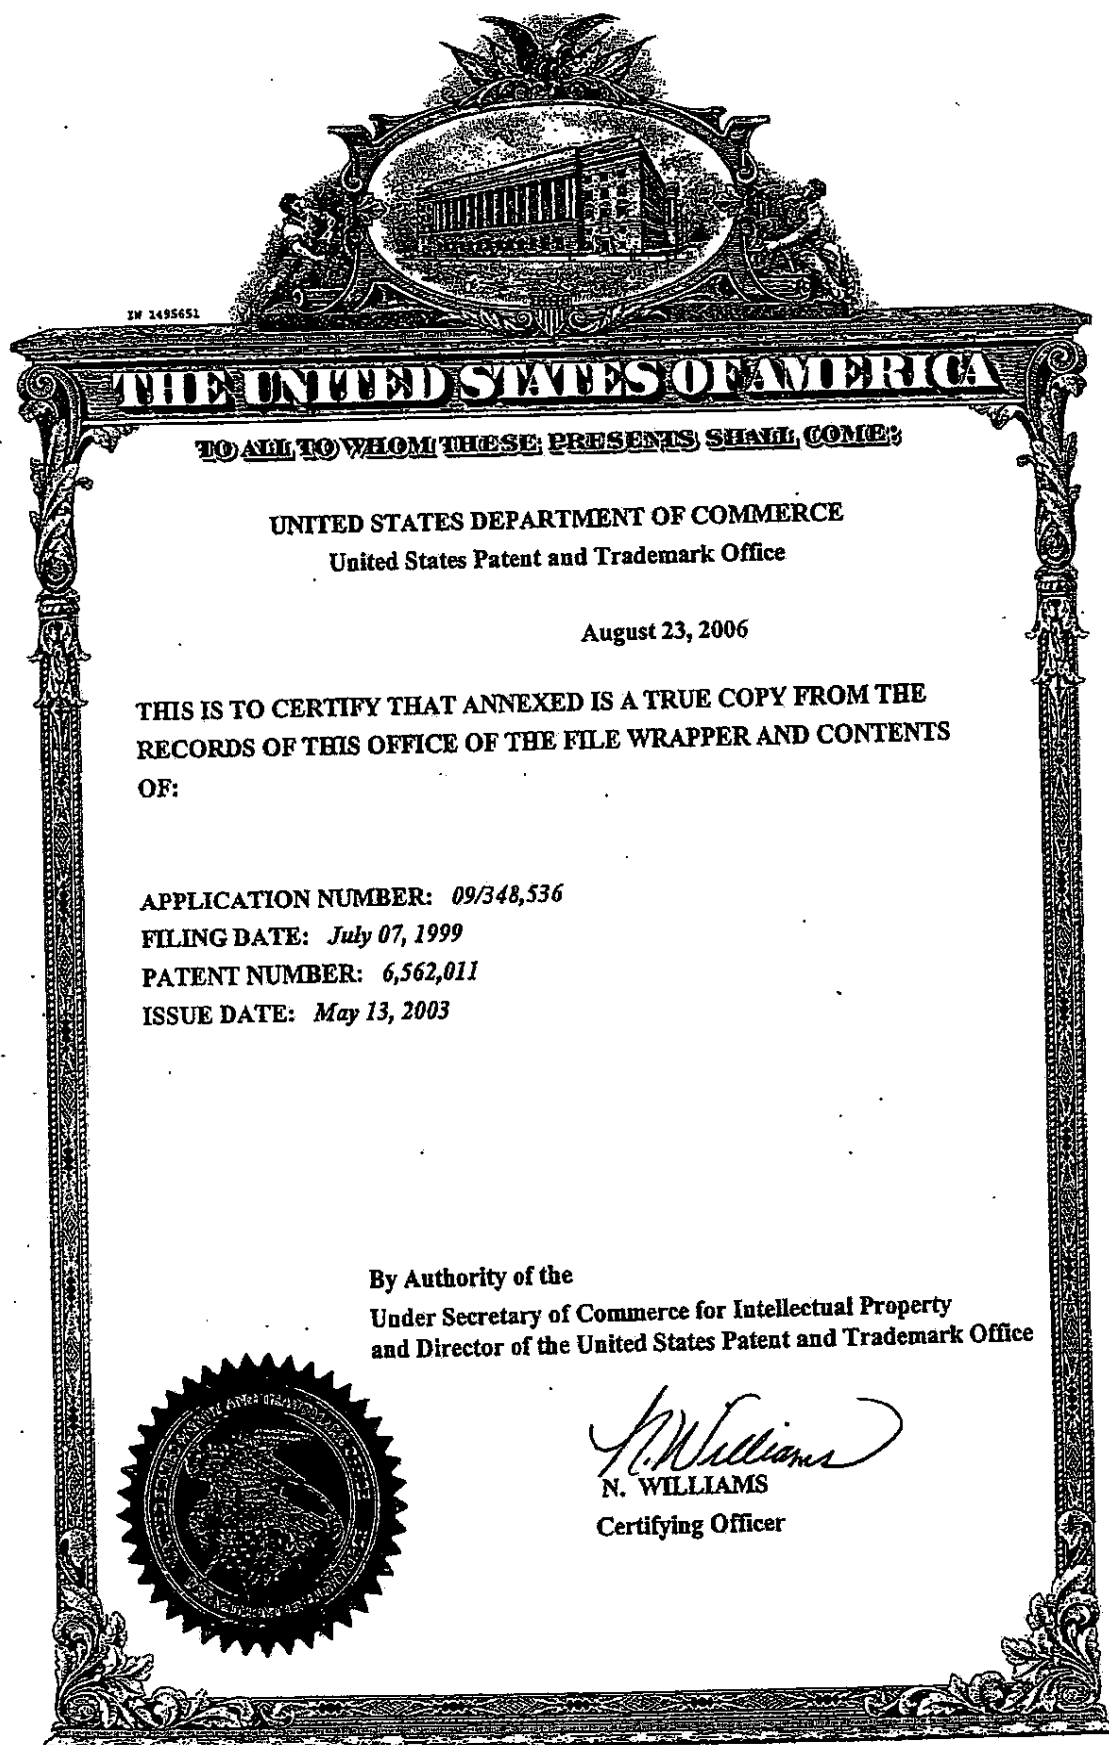 IW 1495651
THE UNITED STATES OF AMERICA
TO ALL TO WHOM THESE PRESENTS SHALL COME:
UNITED STATES DEPARTMENT OF COMMERCE
United States Patent and Trademark Office
August 23, 2006
THIS IS TO CERTIFY THAT ANNEXED IS A TRUE COPY FROM THE
RECORDS OF THIS OFFICE OF THE FILE WRAPPER AND CONTENTS
OF:
APPLICATION NUMBER: 09/348,536
FILING DATE: July 07, 1999
PATENT NUMBER: 6,562,011
ISSUE DATE: May 13, 2003
By Authority of the
Under Secretary of Commerce for Intellectual Property
and Director of the United States Patent and Trademark Office
N. Williams
N. WILLIAMS
Certifying Officer